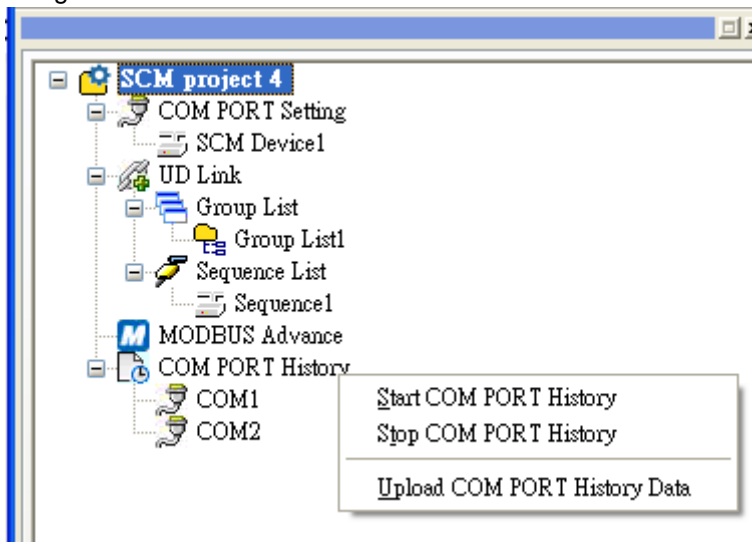 SCM project 4
COM PORT Setting
SCM Device1
UD Link
Group List
Group List1
Sequence List
Sequence1
MODBUS Advance
COM PORT History
COM1
COM2
Start COM PORT History
Stop COM PORT History
Upload COM PORT History Data